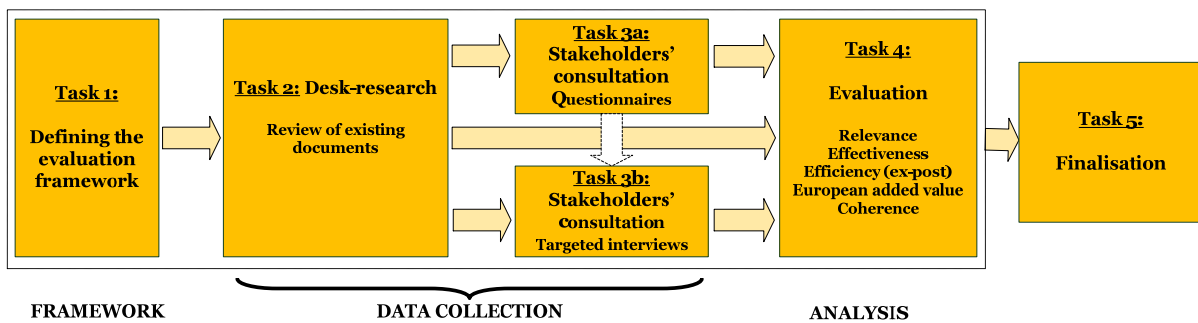 Task 1:
Defining the
evaluation
framework
Task 2: Desk-research
Review of existing
documents
Task 3a:
Stakeholders’
consultation
Questionnaires
Task 3b:
Stakeholders’
consultation
Targeted interviews
Task 4:
Evaluation
Relevance
Effectiveness
Efficiency (ex-post)
European added value
Coherence
Task 5:
Finalisation
FRAMEWORK
DATA COLLECTION
ANALYSIS